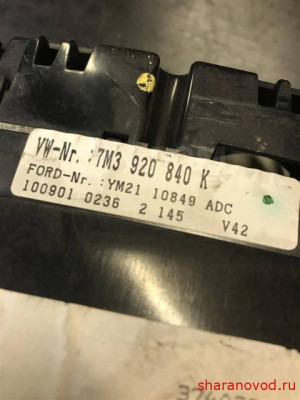 VW-Nr. :7M3 920 840 K
FORD-Nr. :YM21 10849 ADC
100901 0236 2 145 V42
sharanovod.ru